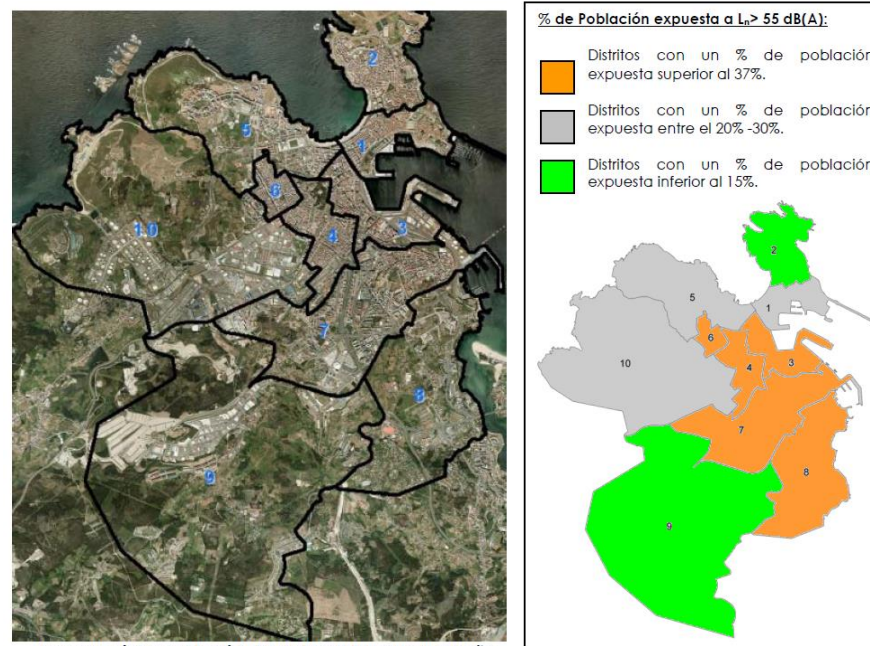 2
5
1
6
10
4
3
7
8
9
% de Población expuesta a Ln> 55 dB(A):
Distritos con un % de población
expuesta superior al 37%.
Distritos con un % de población
expuesta entre el 20% -30%.
Distritos con un % de población
expuesta inferior al 15%.
2
5
1
6
3
10
4
7
8
9